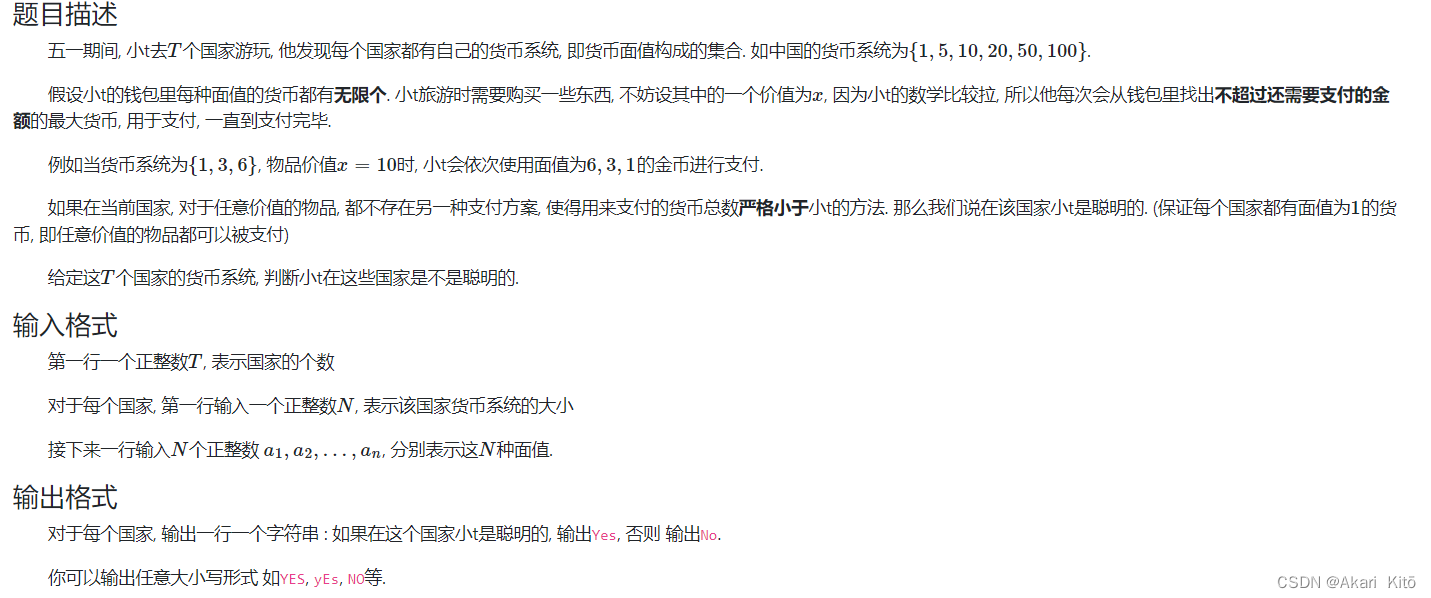 题目描述
五一期间, 小t去T个国家游玩, 他发现每个国家都有自己的货币系统, 即货币面值构成的集合. 如中国的货币系统为{1, 5, 10, 20, 50, 100}.
假设小t的钱包里每种面值的货币都有无限个. 小t旅游时需要购买一些东西, 不妨设其中的一个价值为x, 因为小t的数学比较拉, 所以他每次会从钱包里找出不超过还需要支付的金
额的最大货币, 用于支付, 一直到支付完毕.
例如当货币系统为{1, 3, 6}, 物品价值x = 10时, 小t会依次使用面值为6, 3, 1的金币进行支付.
如果在当前国家, 对于任意价值的物品, 都不存在另一种支付方案, 使得用来支付的货币总数严格小于小t的方法. 那么我们说在该国家小t是聪明的. (保证每个国家都有面值为1的货
币, 即任意价值的物品都可以被支付)
给定这T个国家的货币系统, 判断小t在这些国家是不是聪明的.
输入格式
第一行一个正整数T, 表示国家的个数
对于每个国家, 第一行输入一个正整数N, 表示该国家货币系统的大小
接下来一行输入N个正整数 a₁, a₂, . . . , aₙ, 分别表示这N种面值.
输出格式
对于每个国家, 输出一行一个字符串 : 如果在这个国家小t是聪明的, 输出Yes, 否则 输出No.
你可以输出任意大小写形式 如YES, yEs, NO等.
CSDN @Akari Kitō